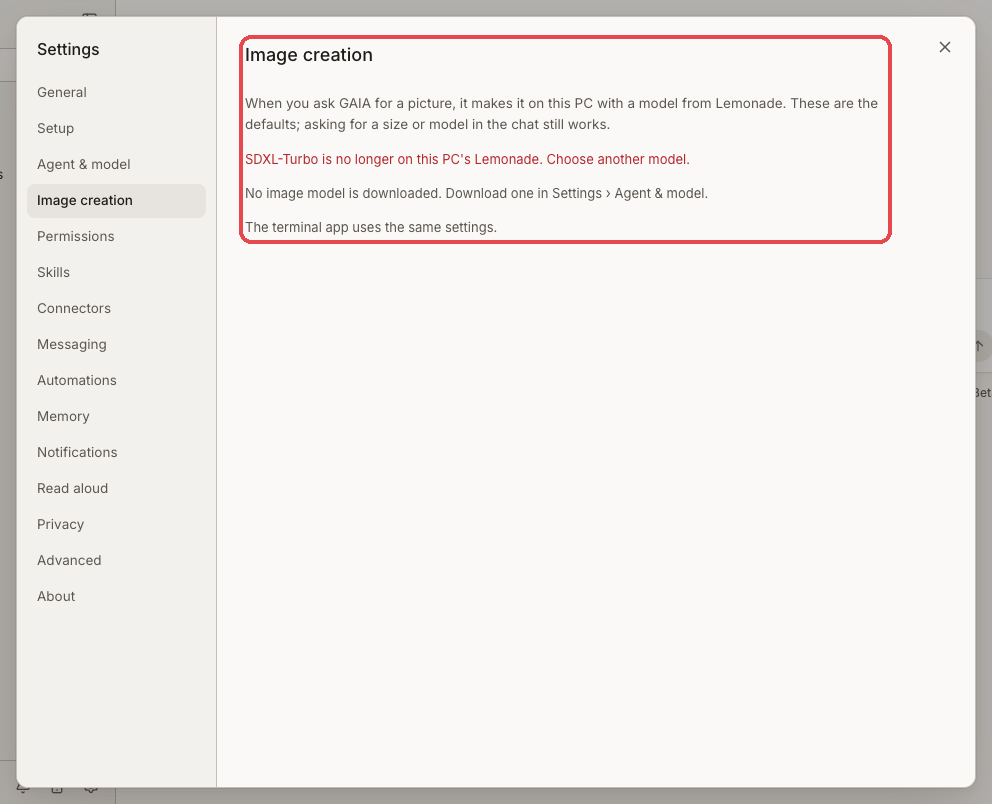 Settings
General
Setup
Agent & model
Image creation
Permissions
Skills
Connectors
Messaging
Automations
Memory
Notifications
Read aloud
Privacy
Advanced
About
Image creation
When you ask GAIA for a picture, it makes it on this PC with a model from Lemonade. These are the
defaults; asking for a size or model in the chat still works.
SDXL-Turbo is no longer on this PC's Lemonade. Choose another model.
No image model is downloaded. Download one in Settings › Agent & model.
The terminal app uses the same settings.